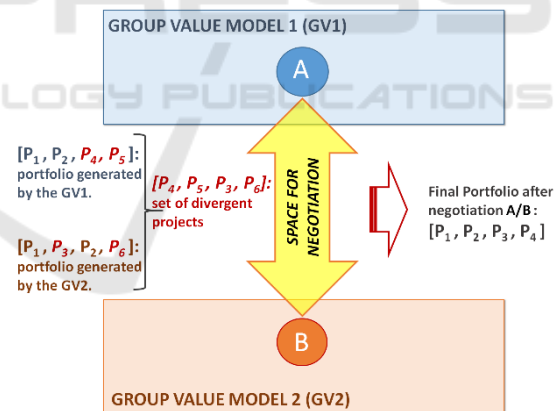 GROUP VALUE MODEL 1 (GV1)
A
LOGY PUBLICATIONS
[P1, P2, P4, P5]:
portfolio generated
by the GV1.
[P4, P5, P3, P6]:
set of divergent
projects
[P1, P3, P2, P6]:
portfolio generated
by the GV2.
SPACE FOR
NEGOTIATION
Final Portfolio after
negotiation A/B :
[P1 , P2 , P3 , P4 ]
B
GROUP VALUE MODEL 2 (GV2)